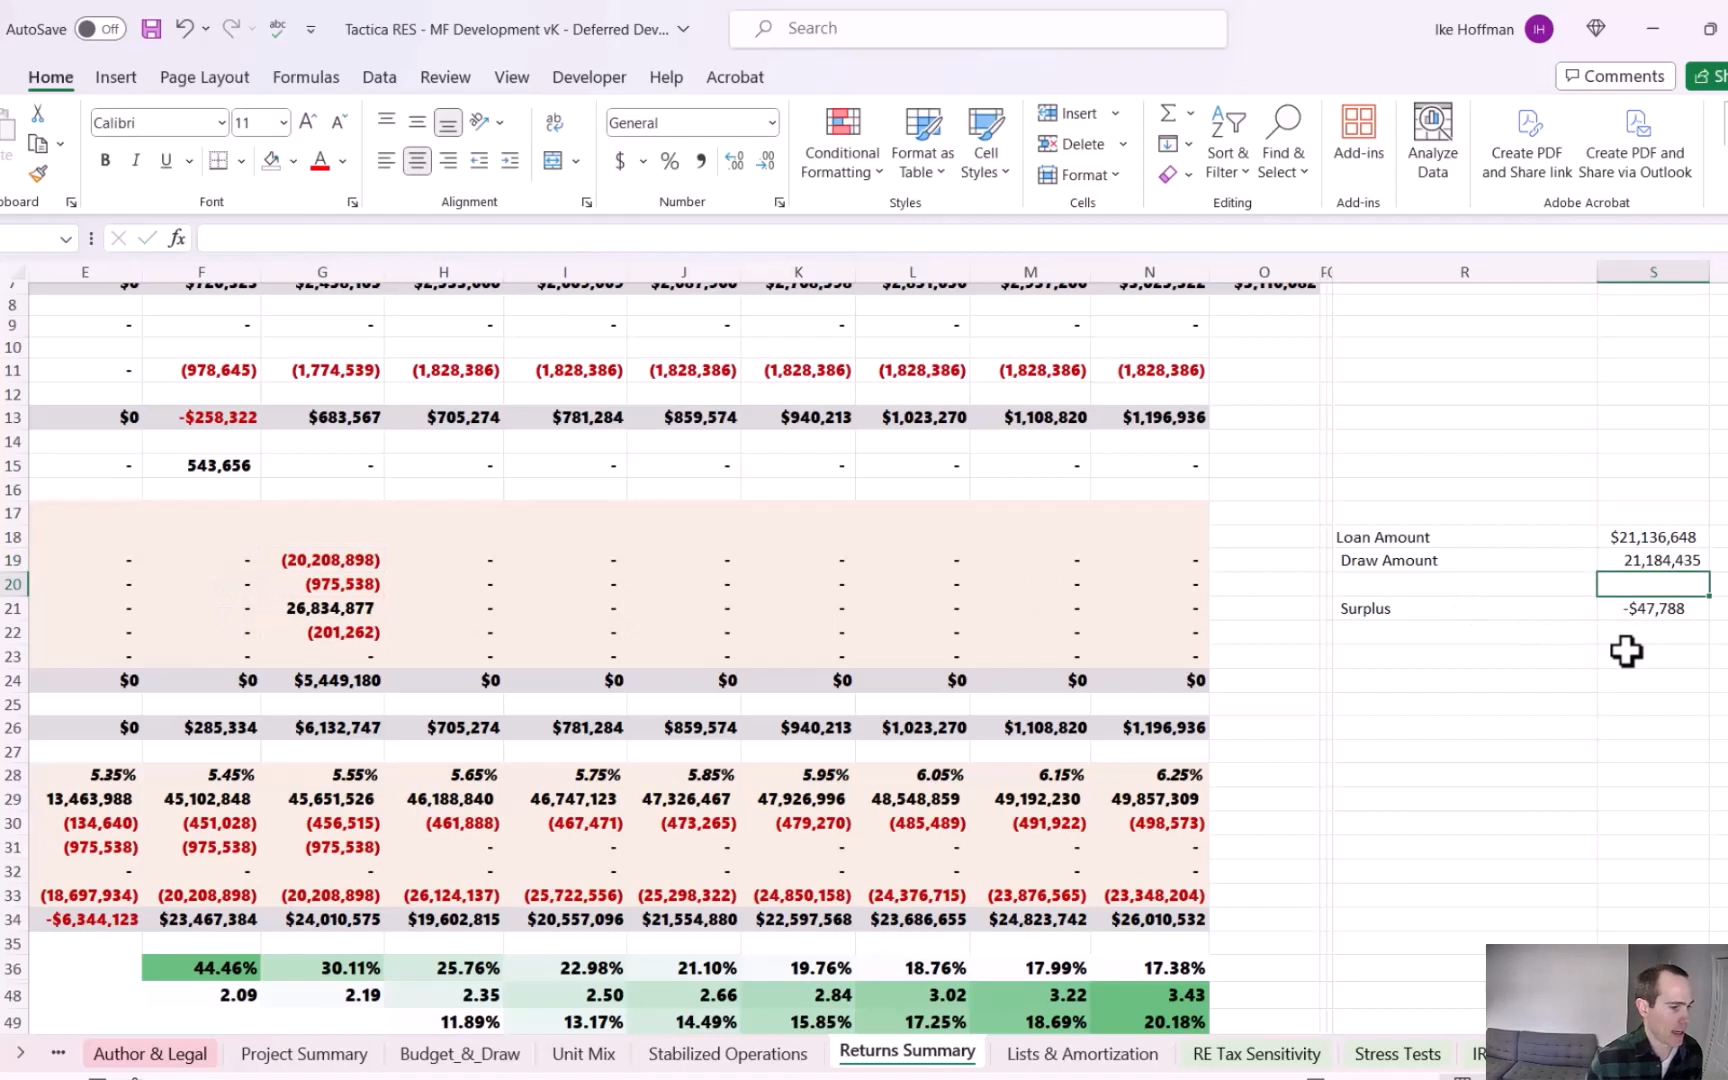 AutoSave Off Tactica RES - MF Development vK - Deferred Dev... Search Ike Hoffman IH
Home Insert Page Layout Formulas Data Review View Developer Help Acrobat Comments Sh
Calibri 11 General Insert Delete Format
B I U $ %
Conditional Formatting Format as Table Cell Styles Sort & Filter Find & Select Add-ins Analyze Data Create PDF and Share link Create PDF and Share via Outlook
board Font Alignment Number Styles Cells Editing Add-ins Adobe Acrobat
fx
E F G H I J K L M N O R S
8
9 - - - - - - - - - -
10
11 - (978,645) (1,774,539) (1,828,386) (1,828,386) (1,828,386) (1,828,386) (1,828,386) (1,828,386) (1,828,386)
12
13 $0 -$258,322 $683,567 $705,274 $781,284 $859,574 $940,213 $1,023,270 $1,108,820 $1,196,936
14
15 - 543,656 - - - - - - - -
16
17
18 Loan Amount $21,136,648
19 - - (20,208,898) - - - - - - - Draw Amount 21,184,435
20 - - (975,538) - - - - - - -
21 - - 26,834,877 - - - - - - - Surplus -$47,788
22 - - (201,262) - - - - - - -
23 - - - - - - - - - -
24 $0 $0 $5,449,180 $0 $0 $0 $0 $0 $0 $0
25
26 $0 $285,334 $6,132,747 $705,274 $781,284 $859,574 $940,213 $1,023,270 $1,108,820 $1,196,936
27
28 5.35% 5.45% 5.55% 5.65% 5.75% 5.85% 5.95% 6.05% 6.15% 6.25%
29 13,463,988 45,102,848 45,651,526 46,188,840 46,747,123 47,326,467 47,926,996 48,548,859 49,192,230 49,857,309
30 (134,640) (451,028) (456,515) (461,888) (467,471) (473,265) (479,270) (485,489) (491,922) (498,573)
31 (975,538) (975,538) (975,538) - - - - - - -
32 - - - - - - - - - -
33 (18,697,934) (20,208,898) (20,208,898) (26,124,137) (25,722,556) (25,298,322) (24,850,158) (24,376,715) (23,876,565) (23,348,204)
34 -$6,344,123 $23,467,384 $24,010,575 $19,602,815 $20,557,096 $21,554,880 $22,597,568 $23,686,655 $24,823,742 $26,010,532
35
36 44.46% 30.11% 25.76% 22.98% 21.10% 19.76% 18.76% 17.99% 17.38%
48 2.09 2.19 2.35 2.50 2.66 2.84 3.02 3.22 3.43
49 11.89% 13.17% 14.49% 15.85% 17.25% 18.69% 20.18%
Author & Legal Project Summary Budget_&_Draw Unit Mix Stabilized Operations Returns Summary Lists & Amortization RE Tax Sensitivity Stress Tests